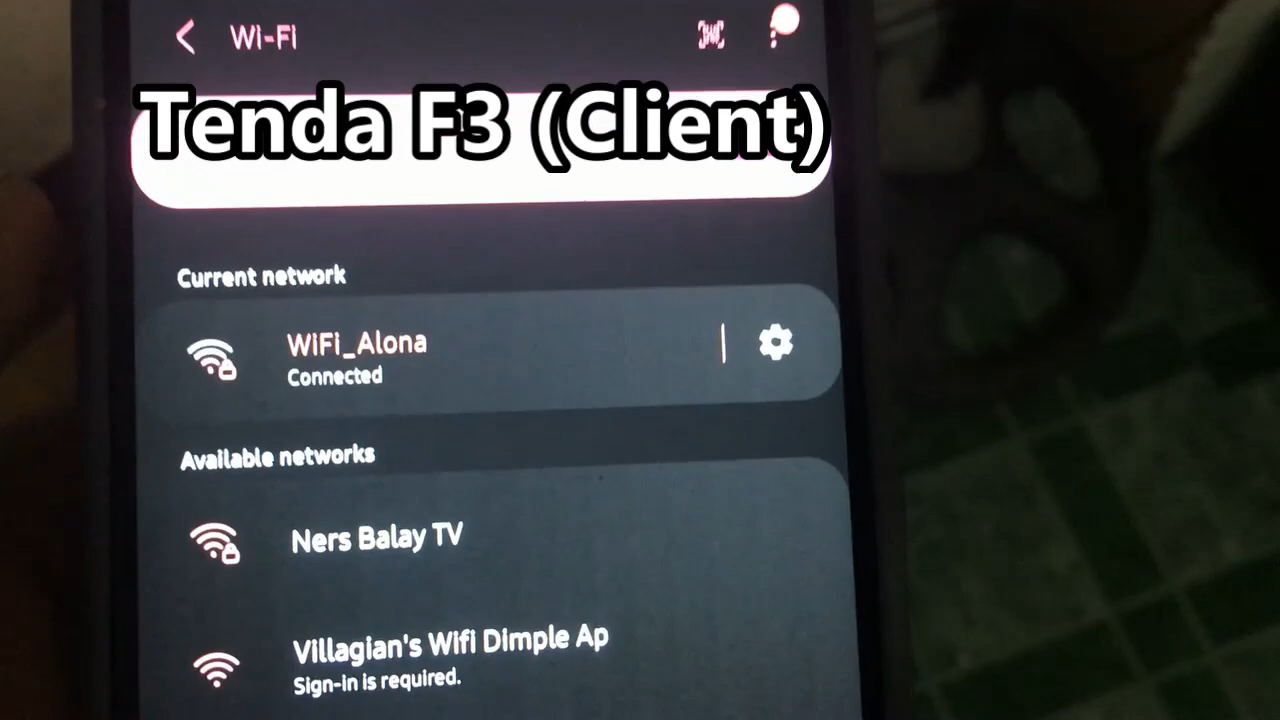 Wi-Fi
Tenda F3 (Client)
Current network
WiFi_Alona
Connected
Available networks
Ners Balay TV
Villagian's Wifi Dimple Ap
Sign-in is required.